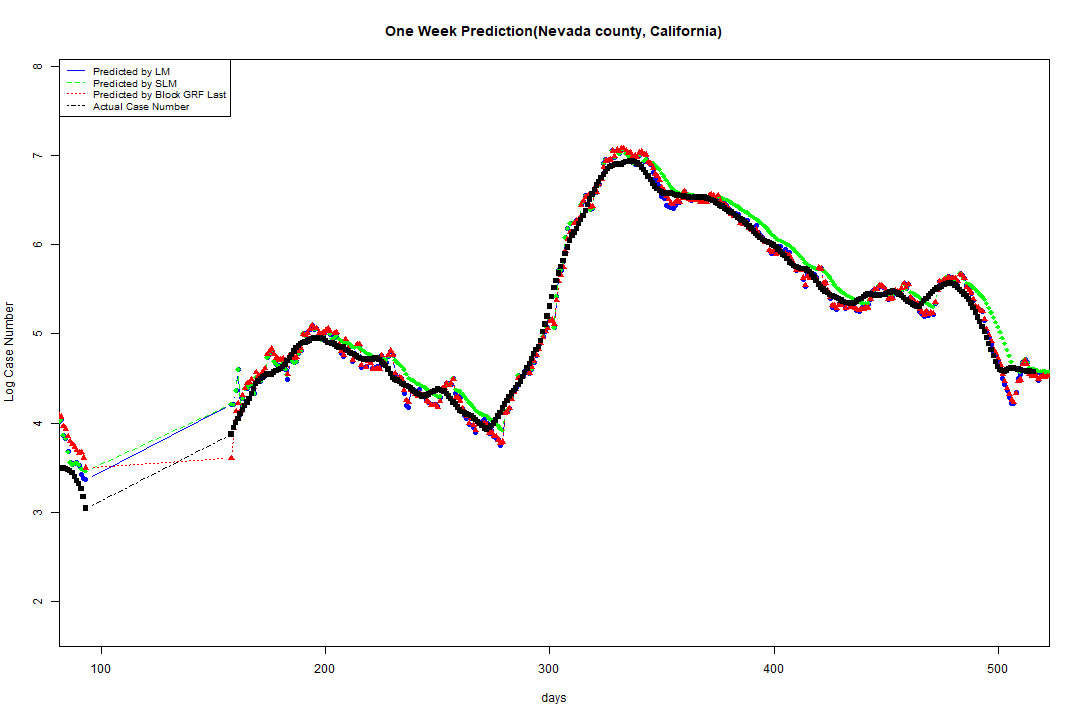 One Week Prediction(Nevada county, California)
Predicted by LM
Predicted by SLM
Predicted by Block GRF Last
Actual Case Number
8
7
6
5
4
3
2
Log Case Number
100 200 300 400 500
days